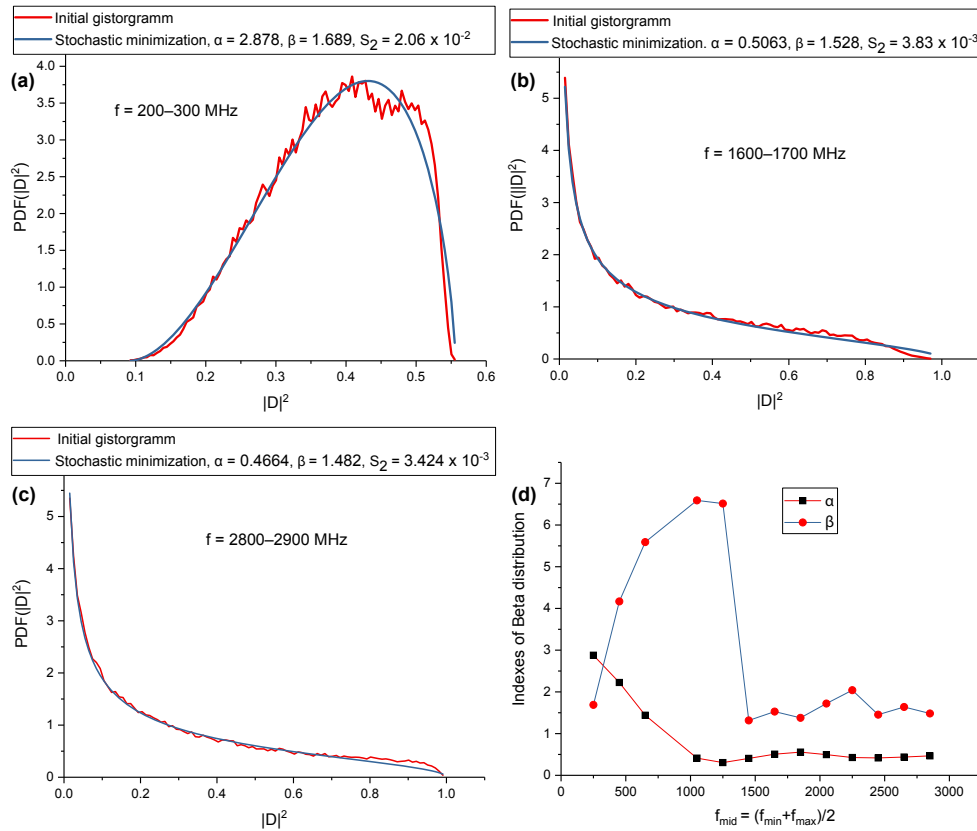 Initial gistorgramm
Stochastic minimization, α = 2.878, β = 1.689, S₂ = 2.06 x 10⁻²
(a)
f = 200–300 MHz
PDF(|D|²)
4.0
3.5
3.0
2.5
2.0
1.5
1.0
0.5
0.0
0.0 0.1 0.2 0.3 0.4 0.5 0.6
|D|²
Initial gistorgramm
Stochastic minimization. α = 0.5063, β = 1.528, S₂ = 3.83 x 10⁻³
(b)
f = 1600–1700 MHz
PDF(||D|²)
5
4
3
2
1
0
0.0 0.2 0.4 0.6 0.8 1.0
|D|²
Initial gistorgramm
Stochastic minimization, α = 0.4664, β = 1.482, S₂ = 3.424 x 10⁻³
(c)
f = 2800–2900 MHz
PDF(|D|²)
5
4
3
2
1
0
0.0 0.2 0.4 0.6 0.8 1.0
|D|²
(d)
α
β
Indexes of Beta distribution
7
6
5
4
3
2
1
0
0 500 1000 1500 2000 2500 3000
f_mid = (f_min+f_max)/2